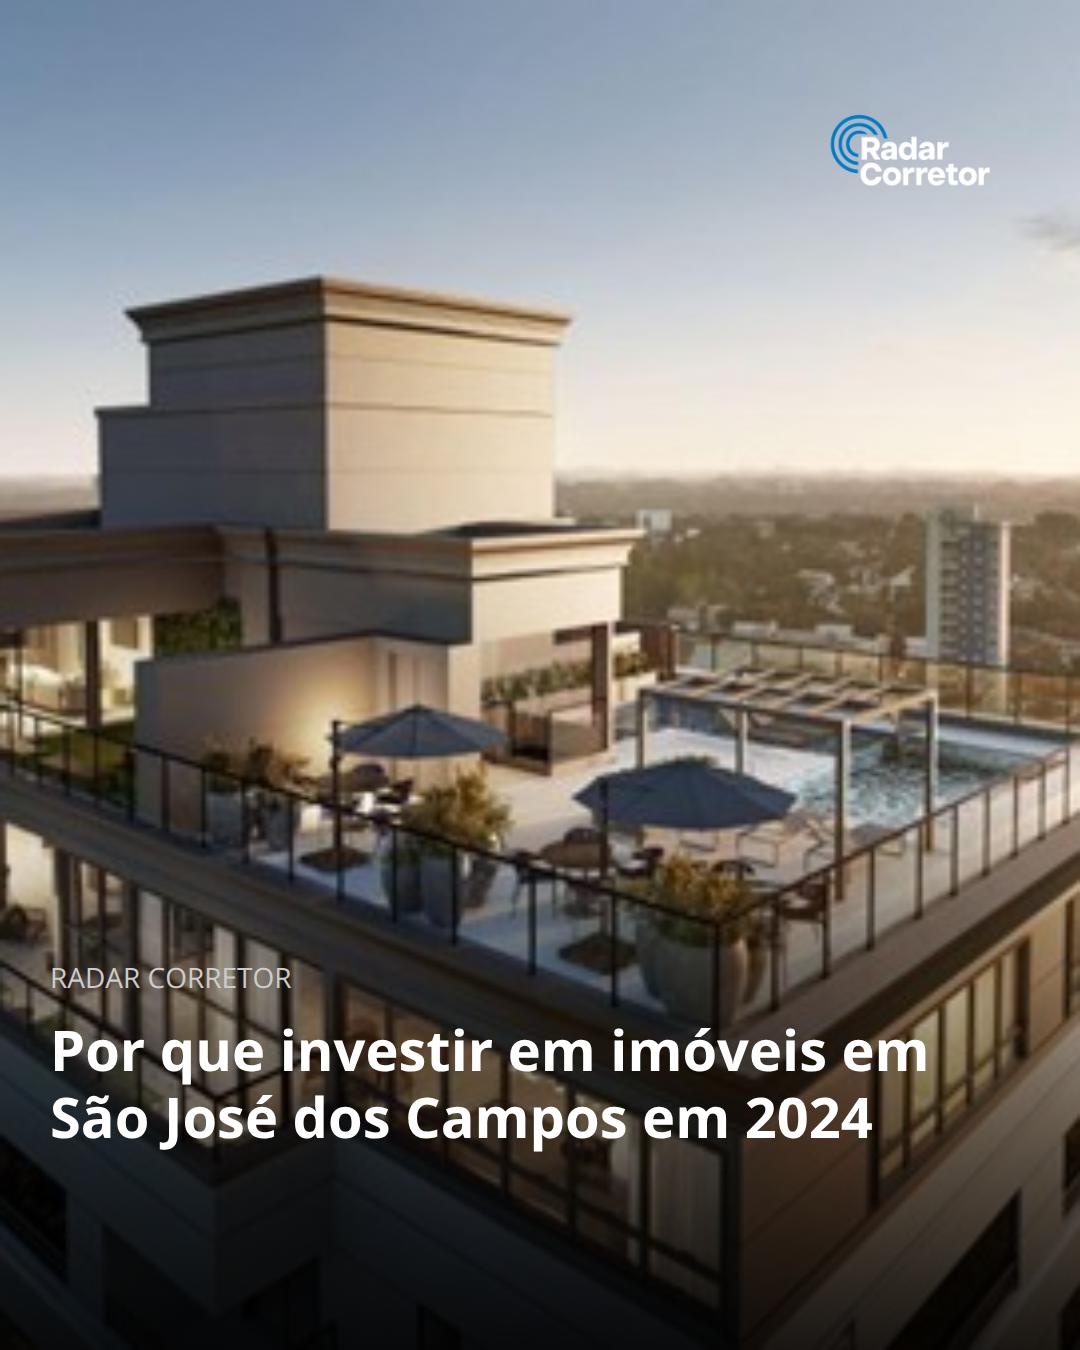 Radar
Corretor
RADAR CORRETOR
Por que investir em imóveis em
São José dos Campos em 2024